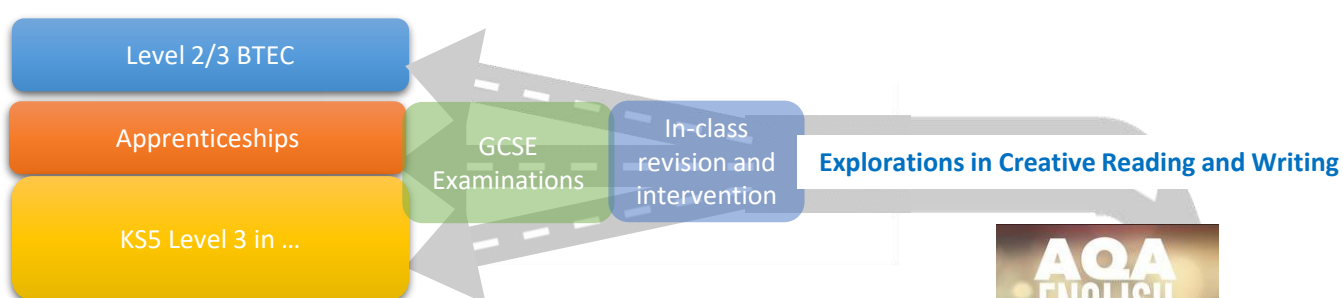 Level 2/3 BTEC
Apprenticeships
KS5 Level 3 in ...
GCSE
Examinations
In-class
revision and
intervention
Explorations in Creative Reading and Writing
AQA
ENGLISH